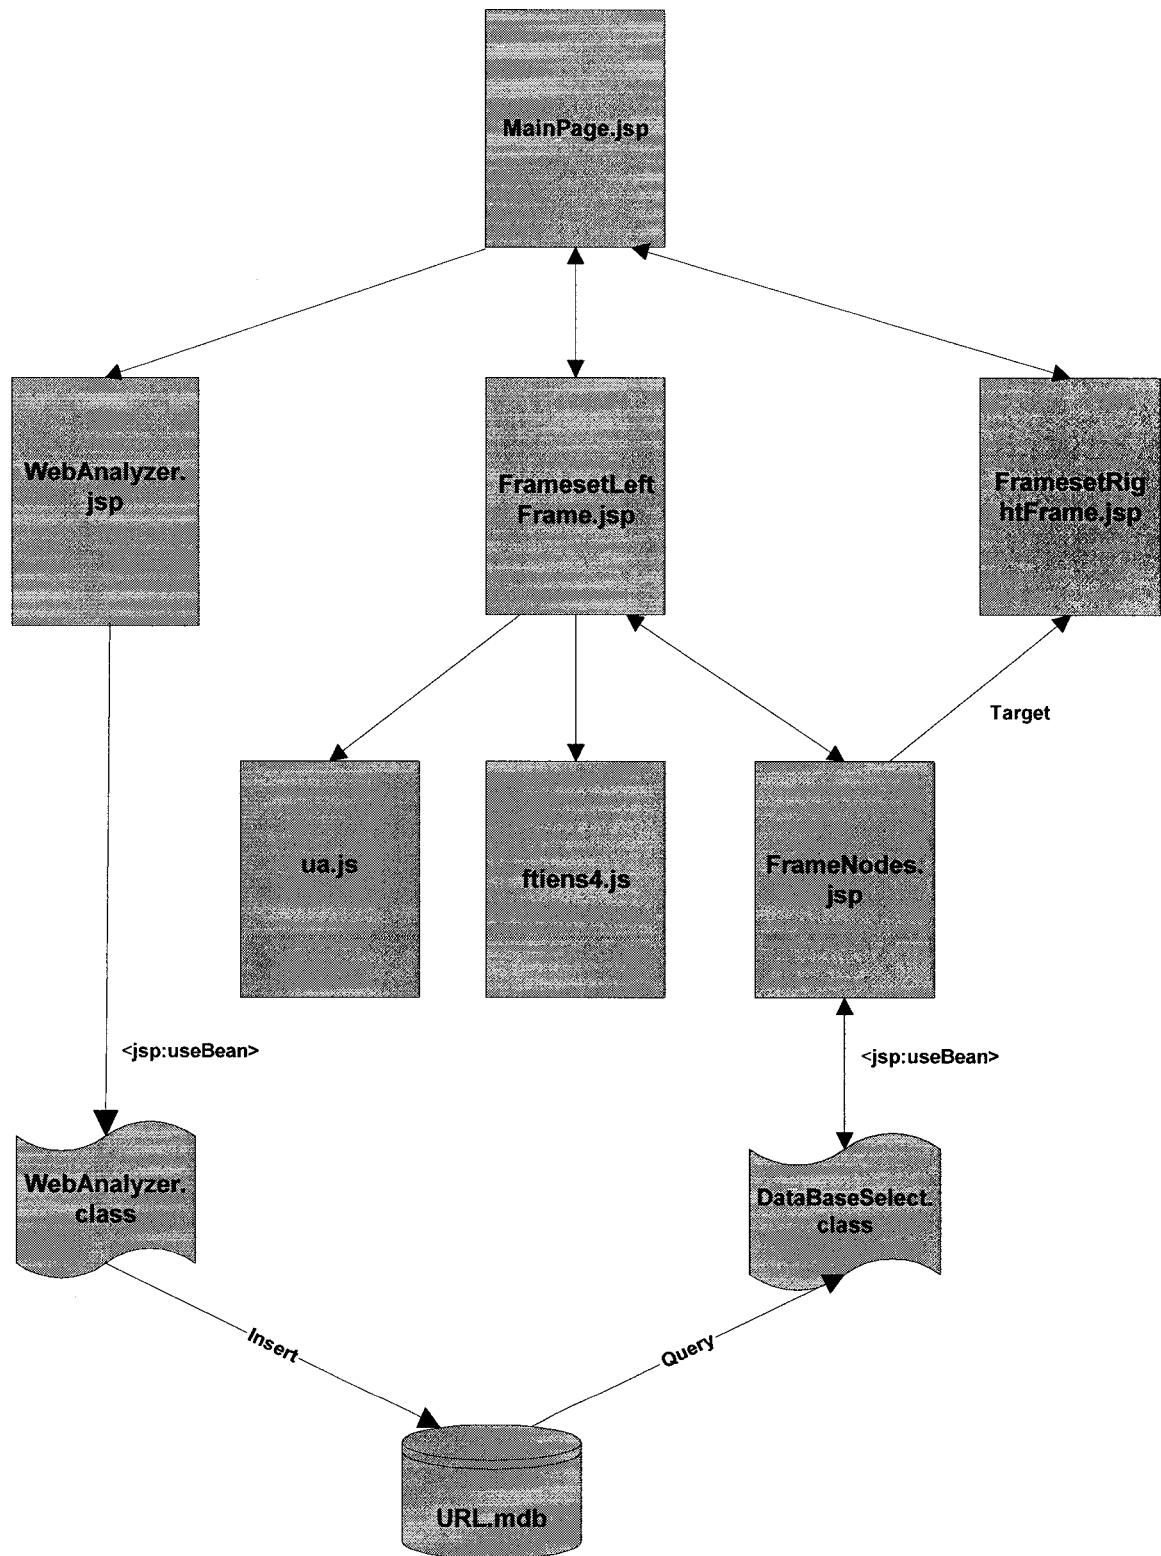 MainPage.jsp
WebAnalyzer.
jsp
FramesetLeft
Frame.jsp
FramesetRig
htFrame.jsp
Target
ua.js
ftiens4.js
FrameNodes.
jsp
<jsp:useBean>
<jsp:useBean>
WebAnalyzer.
class
DataBaseSelect.
class
Insert
Query
URL.mdb